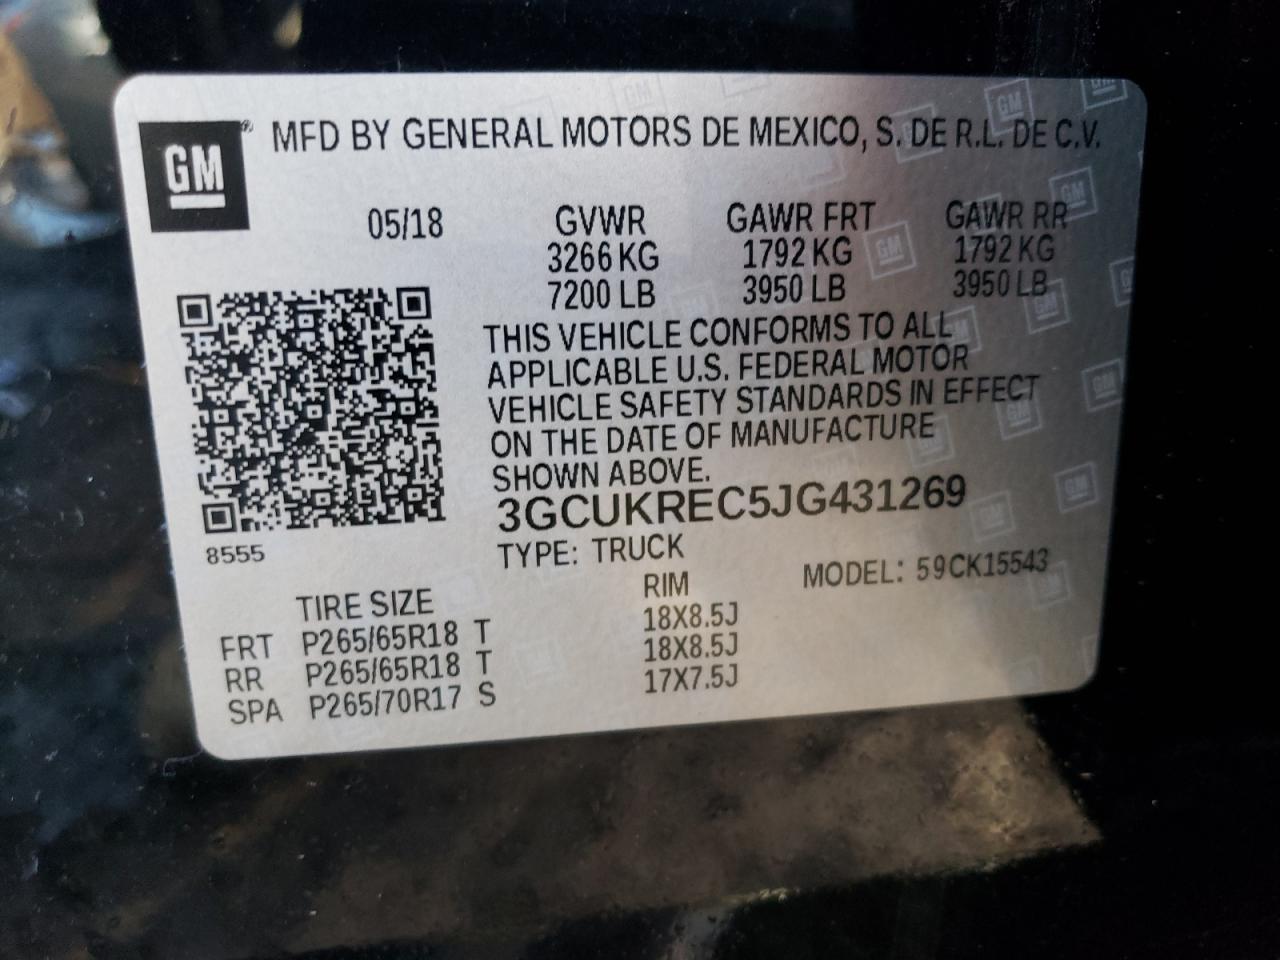 GM® MFD BY GENERAL MOTORS DE MEXICO, S. DE R.L. DE C.V.
05/18 GVWR GAWR FRT GAWR RR
3266 KG 1792 KG 1792 KG
7200 LB 3950 LB 3950 LB
THIS VEHICLE CONFORMS TO ALL
APPLICABLE U.S. FEDERAL MOTOR
VEHICLE SAFETY STANDARDS IN EFFECT
ON THE DATE OF MANUFACTURE
SHOWN ABOVE.
3GCUKREC5JG431269
8555 TYPE: TRUCK MODEL: 59CK15543
TIRE SIZE RIM
FRT P265/65R18 T 18X8.5J
RR P265/65R18 T 18X8.5J
SPA P265/70R17 S 17X7.5J